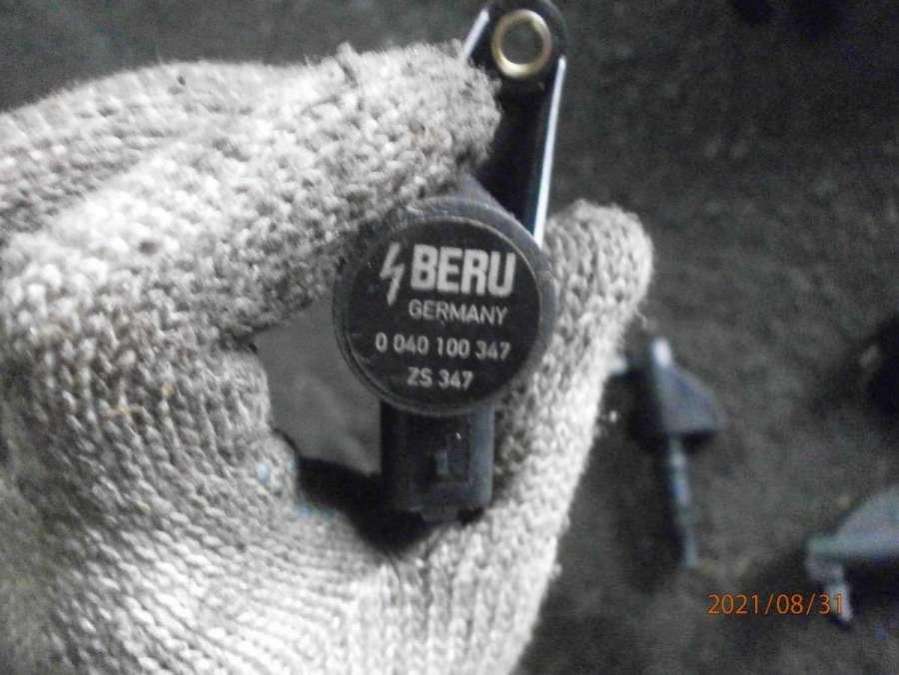 BERU
GERMANY
0 040 100 347
ZS 347
2021/08/31